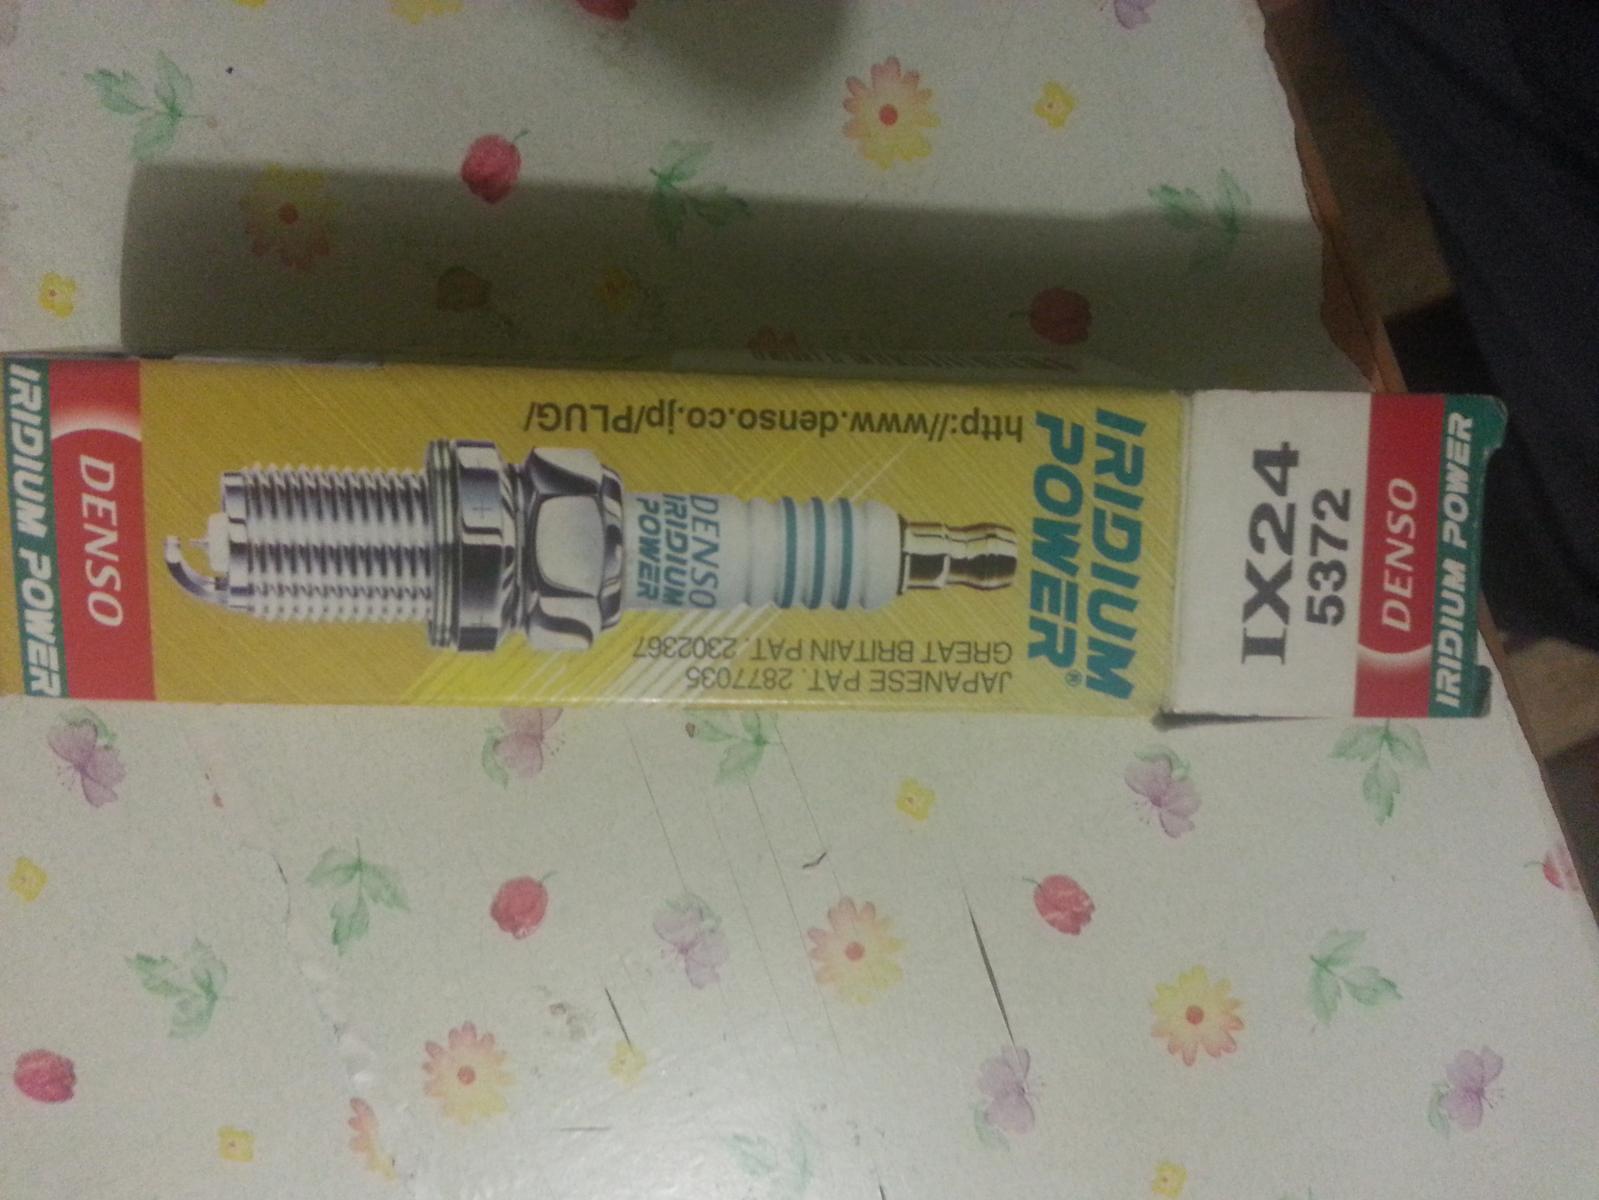 IRIDIUM POWER
DENSO
http://www.denso.co.jp/PLUG/
DENSO
IRIDIUM
POWER
JAPANESE PAT. 2877035
GREAT BRITAIN PAT. 2302367
IRIDIUM
POWER®
IX24
5372
DENSO
IRIDIUM POWER